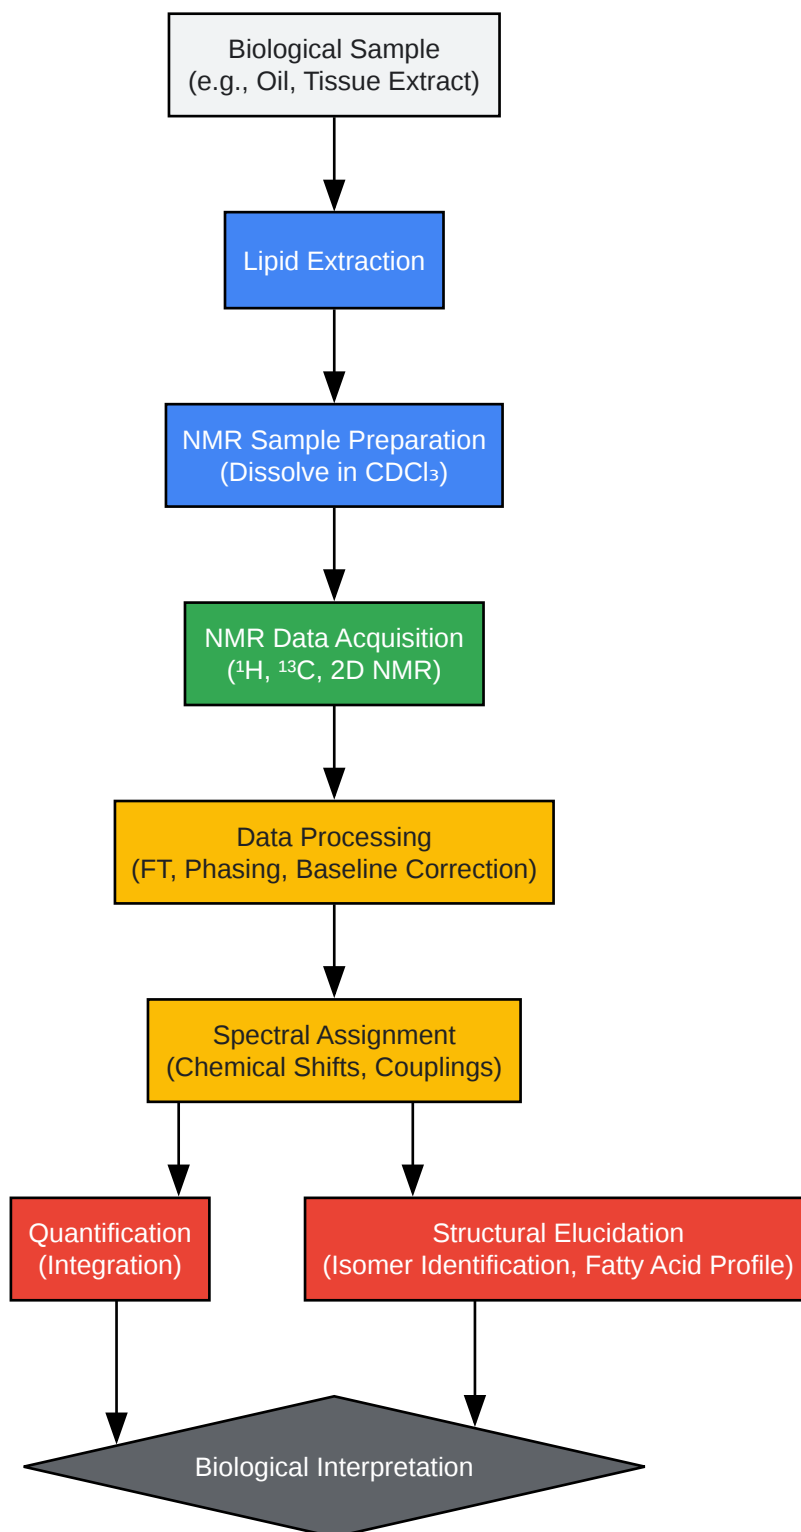 Biological Sample
(e.g., Oil, Tissue Extract)
Lipid Extraction
NMR Sample Preparation
(Dissolve in CDCl₃)
NMR Data Acquisition
(¹H, ¹³C, 2D NMR)
Data Processing
(FT, Phasing, Baseline Correction)
Spectral Assignment
(Chemical Shifts, Couplings)
Quantification
(Integration)
Structural Elucidation
(Isomer Identification, Fatty Acid Profile)
Biological Interpretation